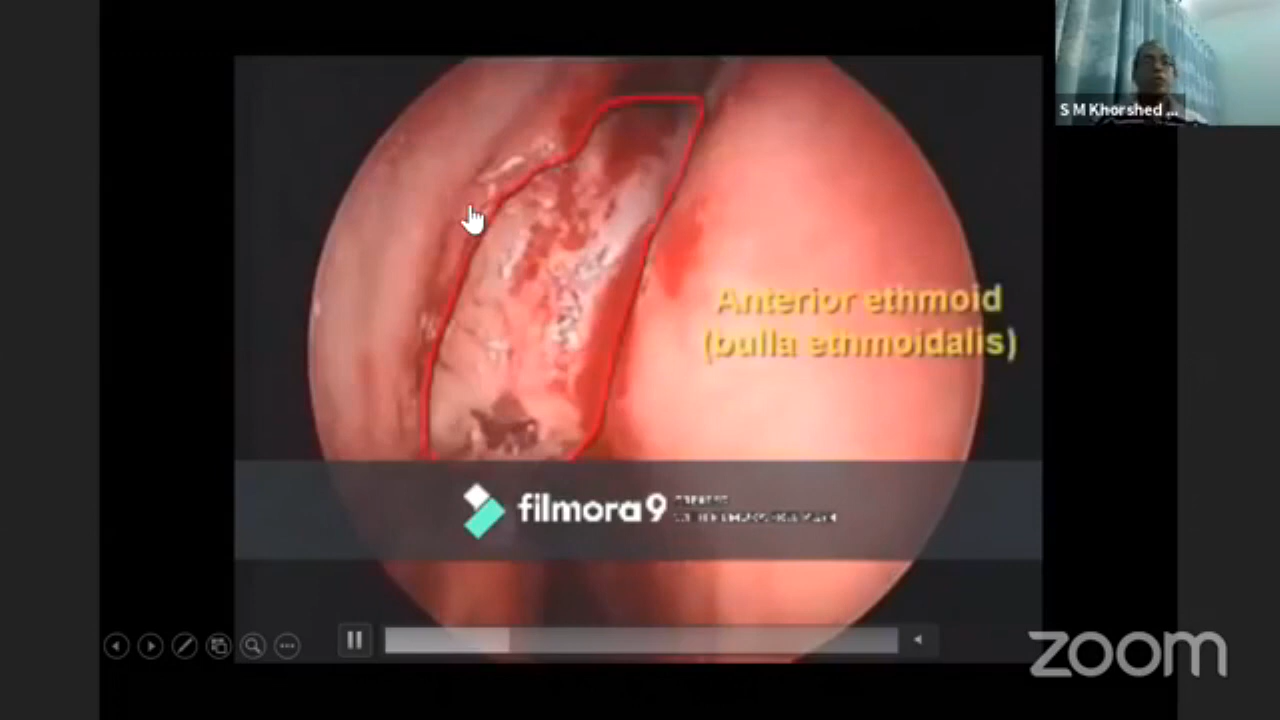 S M Khorshed ...
Anterior ethmoid
(bulla ethmoidalis)
filmora9
zoom